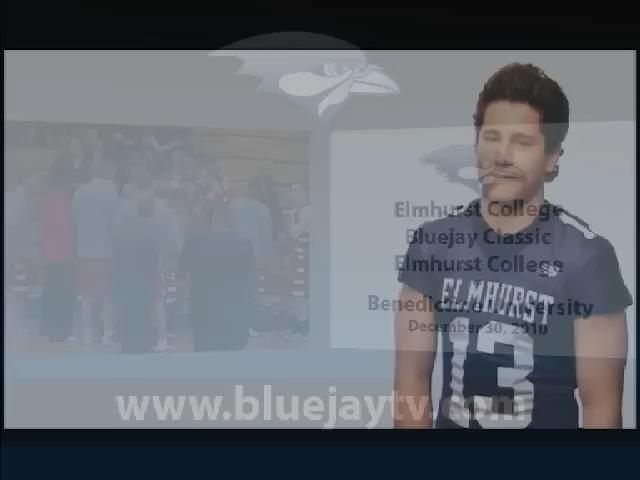 Elmhurst College
Bluejay Classic
Elmhurst College
Benedictine University
December 30, 2010
ELMHURST
13
www.bluejaytv.com